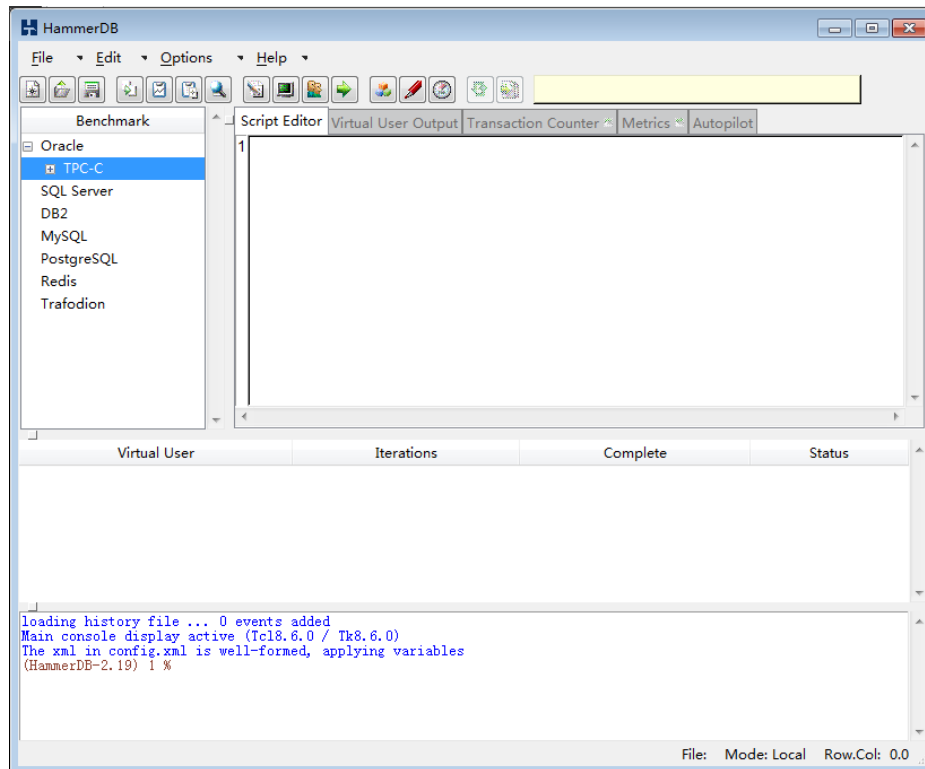 HammerDB
File Edit Options Help
Benchmark
Script Editor Virtual User Output Transaction Counter Metrics Autopilot
Oracle
1
TPC-C
SQL Server
DB2
MySQL
PostgreSQL
Redis
Trafodion
Virtual User Iterations Complete Status
loading history file ... 0 events added
Main console display active (Tcl8.6.0 / Tk8.6.0)
The xml in config.xml is well-formed, applying variables
(HammerDB-2.19) 1 %
File: Mode: Local Row.Col: 0.0